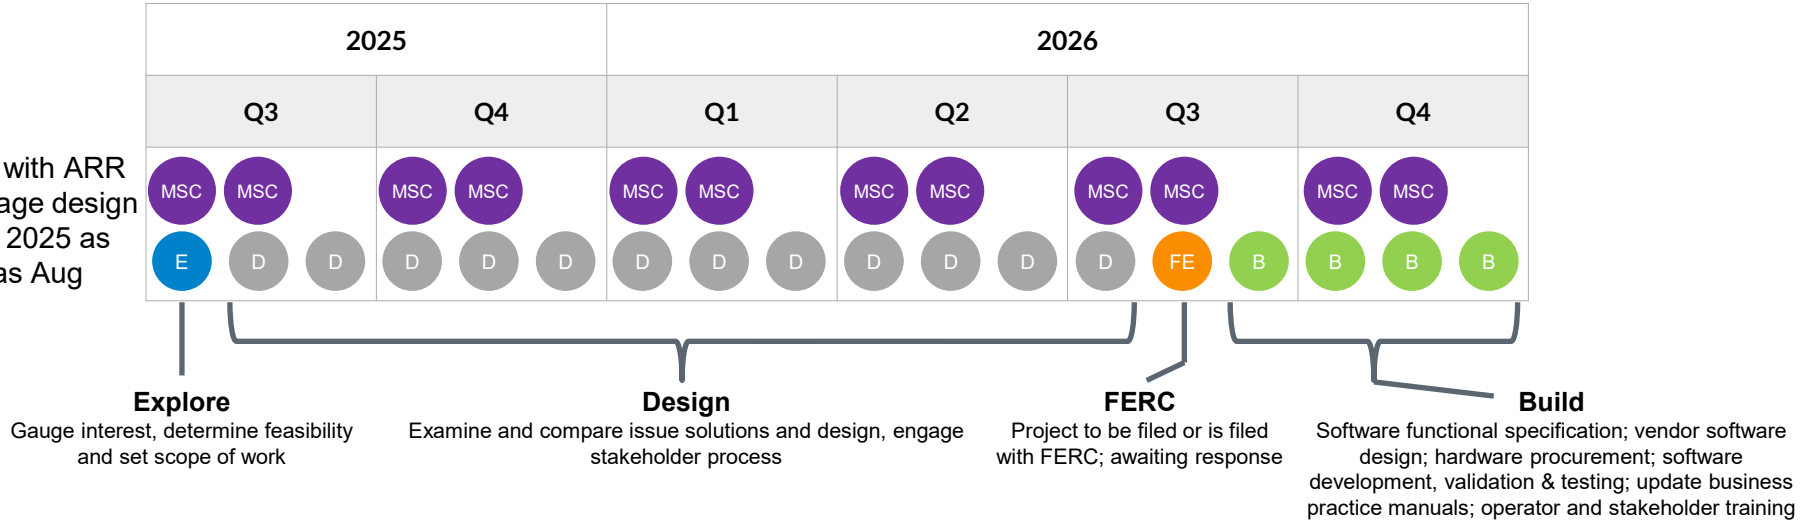 2025 2026
Q3 Q4 Q1 Q2 Q3 Q4
with ARR
age design
2025 as
as Aug
MSC MSC MSC MSC MSC MSC MSC MSC MSC MSC MSC MSC
E D D D D D D D D D D D D FE B B B B
Explore
Gauge interest, determine feasibility
and set scope of work
Design
Examine and compare issue solutions and design, engage
stakeholder process
FERC
Project to be filed or is filed
with FERC; awaiting response
Build
Software functional specification; vendor software
design; hardware procurement; software
development, validation & testing; update business
practice manuals; operator and stakeholder training